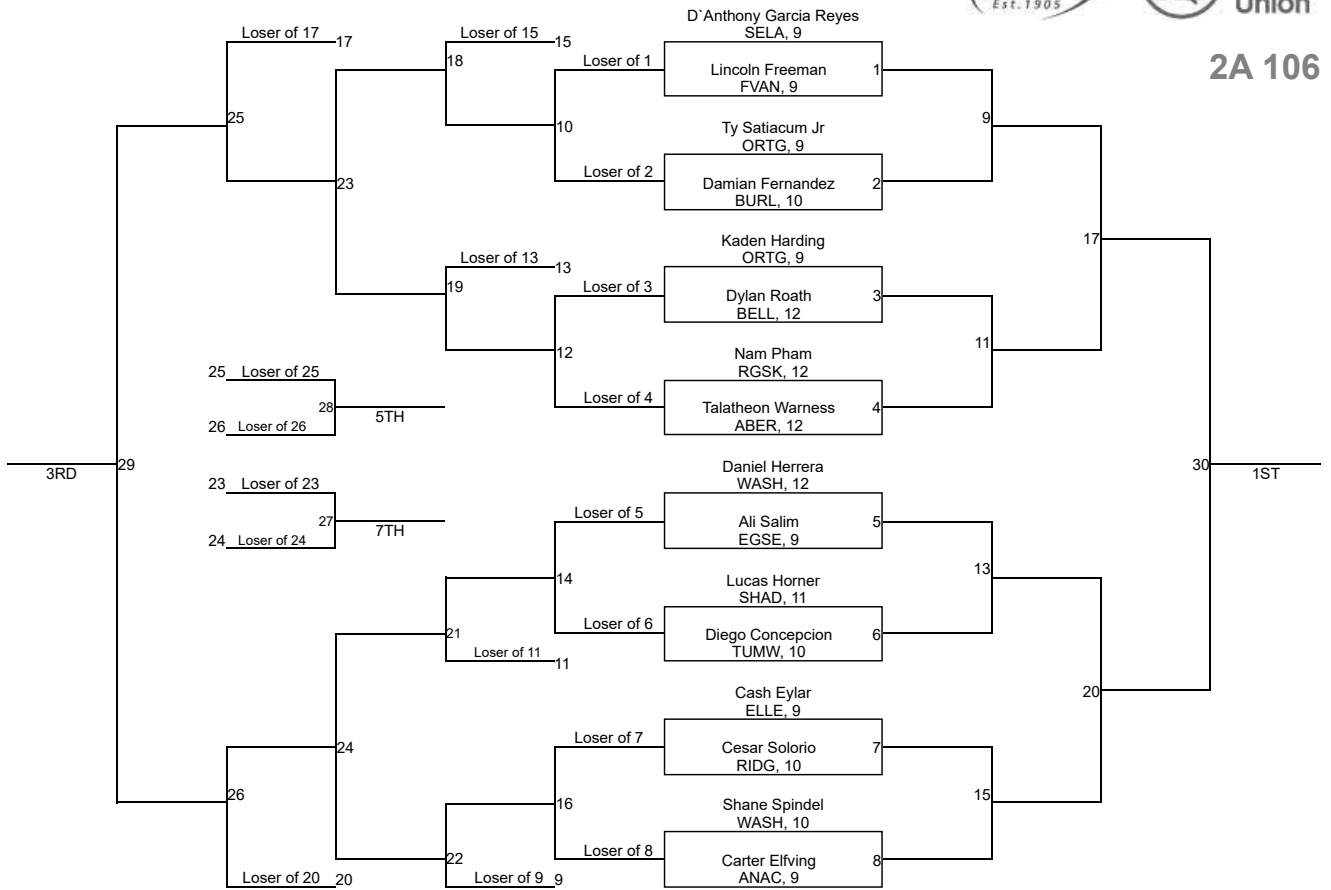 Est.1905
Union
2A 106
D`Anthony Garcia Reyes
SELA, 9
Loser of 17 17
Loser of 15 15
18
Loser of 1
Lincoln Freeman 1
FVAN, 9
25
10
9
Ty Satiacum Jr
ORTG, 9
Loser of 2
23
Damian Fernandez 2
BURL, 10
Kaden Harding
ORTG, 9
17
Loser of 13 13
19
Loser of 3
Dylan Roath 3
BELL, 12
12
11
Nam Pham
RGSK, 12
25 Loser of 25
28
5TH
Loser of 4
Talatheon Warness 4
ABER, 12
26 Loser of 26
3RD
29
Daniel Herrera
WASH, 12
30
1ST
23 Loser of 23
27
7TH
Loser of 5
Ali Salim 5
EGSE, 9
24 Loser of 24
14
13
Lucas Horner
SHAD, 11
21
Loser of 6
Diego Concepcion 6
TUMW, 10
Loser of 11 11
20
Cash Eylar
ELLE, 9
24
Loser of 7
Cesar Solorio 7
RIDG, 10
26
16
15
Shane Spindel
WASH, 10
22
Loser of 8
Carter Elfving 8
ANAC, 9
Loser of 20 20
Loser of 9 9